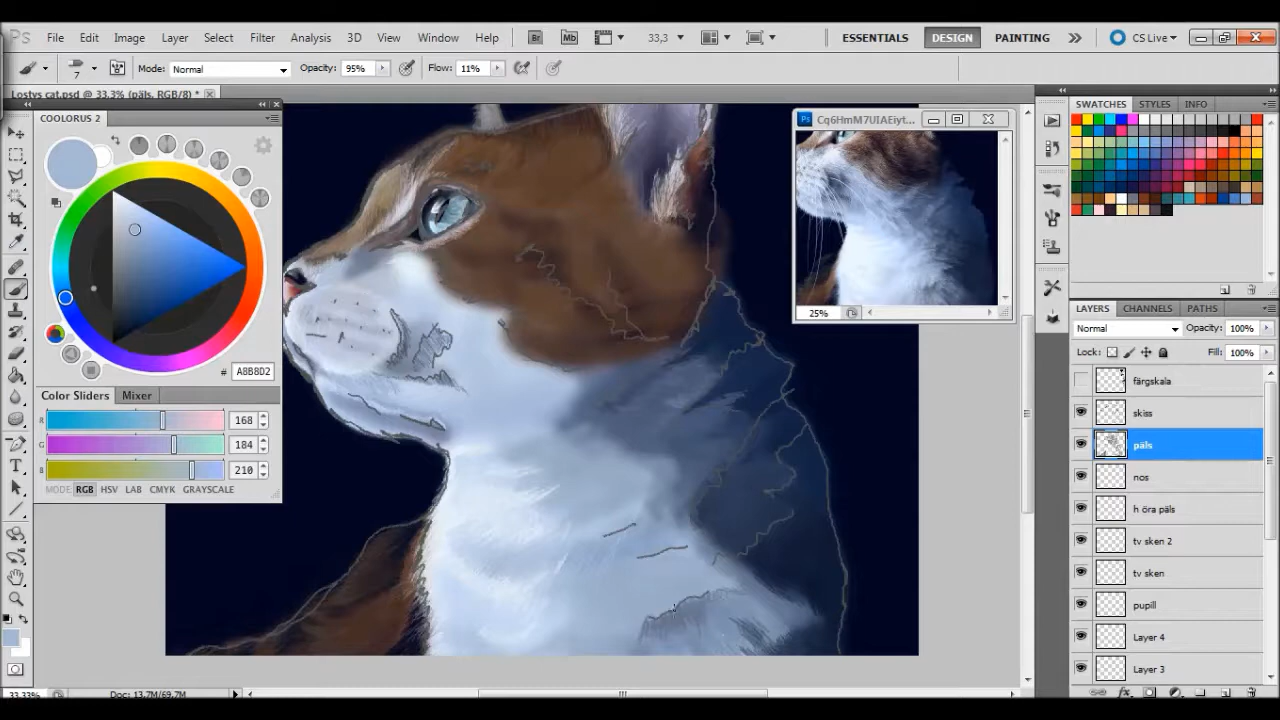 Ps File Edit Image Layer Select Filter Analysis 3D View Window Help Br Mb 33,3 ESSENTIALS DESIGN PAINTING CS Live
7 Mode: Normal Opacity: 95% Flow: 11%
Lostys cat.psd @ 33,3% (päls, RGB/8) *
COOLORUS 2
# A8B8D2
Color Sliders Mixer
R 168
G 184
B 210
MODE: RGB HSV LAB CMYK GRAYSCALE
Ps Cq6HmM7UIAEiyt...
25%
SWATCHES STYLES INFO
LAYERS CHANNELS PATHS
Normal Opacity: 100%
Lock: Fill: 100%
färgskala
skiss
päls
nos
h öra päls
tv sken 2
tv sken
pupill
Layer 4
Layer 3
33,33% Doc: 13,7M/69,7M